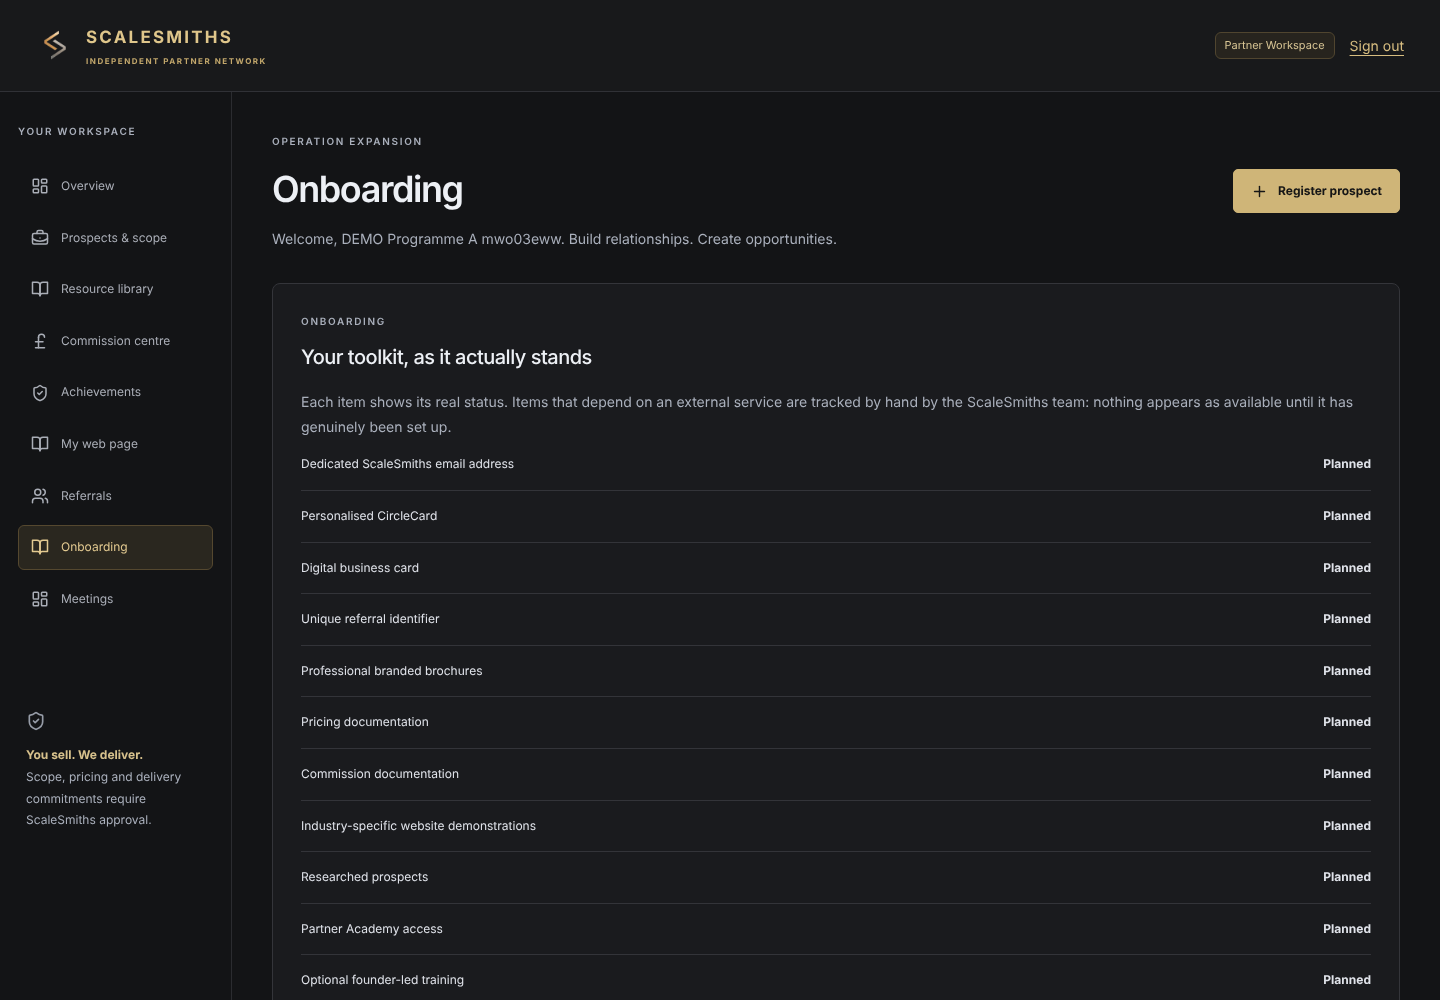 SCALESMITHS
INDEPENDENT PARTNER NETWORK
Partner Workspace
Sign out
YOUR WORKSPACE
Overview
Prospects & scope
Resource library
Commission centre
Achievements
My web page
Referrals
Onboarding
Meetings
You sell. We deliver.
Scope, pricing and delivery
commitments require
ScaleSmiths approval.
OPERATION EXPANSION
Onboarding
Register prospect
Welcome, DEMO Programme A mwo03eww. Build relationships. Create opportunities.
ONBOARDING
Your toolkit, as it actually stands
Each item shows its real status. Items that depend on an external service are tracked by hand by the ScaleSmiths team: nothing appears as available until it has
genuinely been set up.
Dedicated ScaleSmiths email address Planned
Personalised CircleCard Planned
Digital business card Planned
Unique referral identifier Planned
Professional branded brochures Planned
Pricing documentation Planned
Commission documentation Planned
Industry-specific website demonstrations Planned
Researched prospects Planned
Partner Academy access Planned
Optional founder-led training Planned